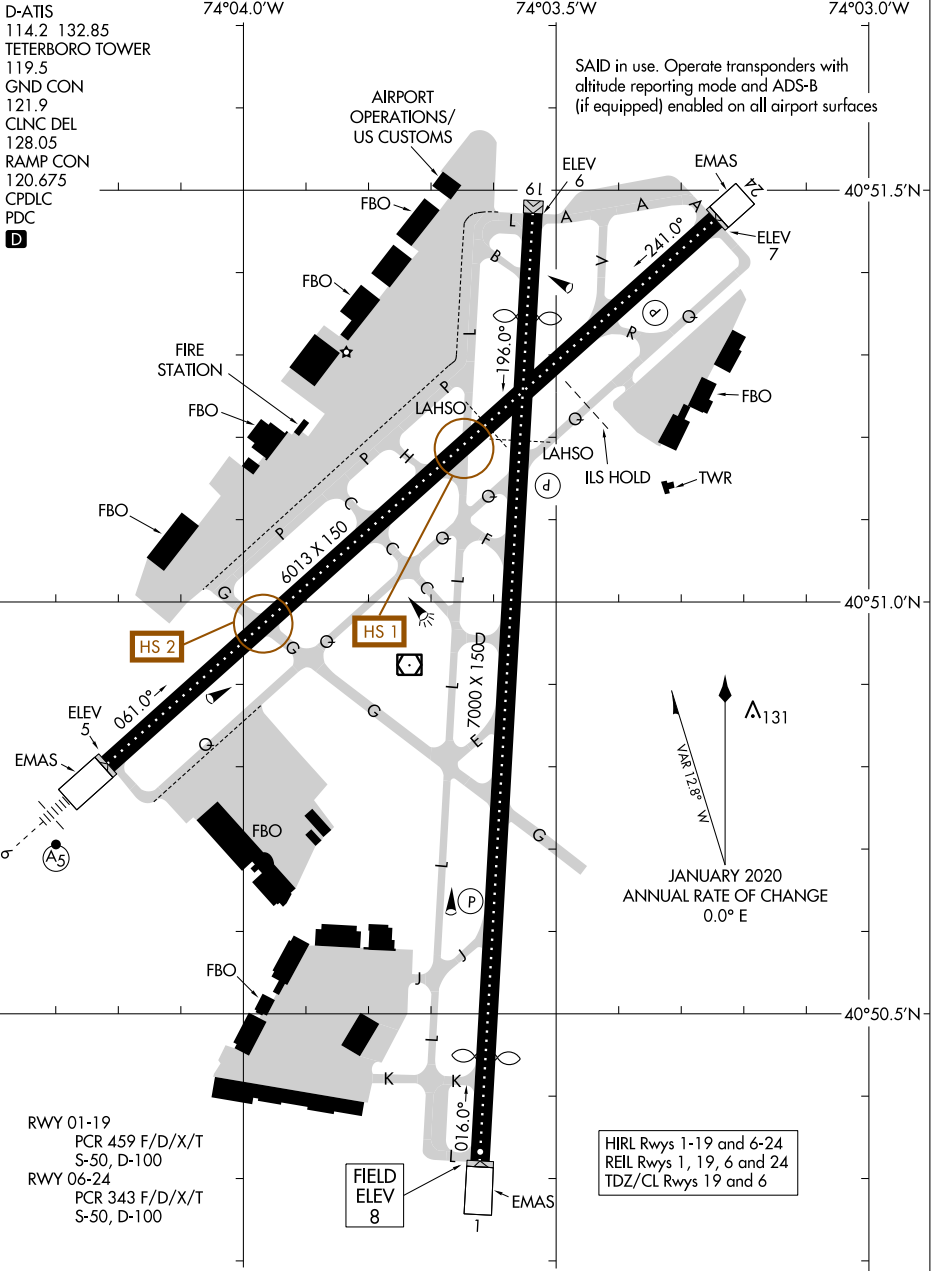 D-ATIS
114.2 132.85
TETERBORO TOWER
119.5
GND CON
121.9
CLNC DEL
128.05
RAMP CON
120.675
CPDLC
PDC
D
74°04.0'W
74°03.5'W
74°03.0'W
SAID in use. Operate transponders with
altitude reporting mode and ADS-B
(if equipped) enabled on all airport surfaces
AIRPORT
OPERATIONS/
US CUSTOMS
FBO
FBO
FIRE
STATION
FBO
FBO
19
ELEV
6
EMAS
24
ELEV
7
40°51.5'N
L
A
A
A
B
V
241.0°
196.0°
L
P
R
Q
d
LAHSO
LAHSO
ILS HOLD
Q
FBO
TWR
P
H
d
P
C
Q
Q
F
C
C
L
6013 X 150
G
G
Q
HS 2
HS 1
40°51.0'N
061.0°
ELEV
5
EMAS
Q
6
A5
FBO
D
7000 X 150
L
G
E
G
L
P
131
VAR 12.8° W
JANUARY 2020
ANNUAL RATE OF CHANGE
0.0° E
FBO
J
J
L
40°50.5'N
K
K
016.0°
L
FIELD
ELEV
8
EMAS
1
RWY 01-19
PCR 459 F/D/X/T
S-50, D-100
RWY 06-24
PCR 343 F/D/X/T
S-50, D-100
HIRL Rwys 1-19 and 6-24
REIL Rwys 1, 19, 6 and 24
TDZ/CL Rwys 19 and 6